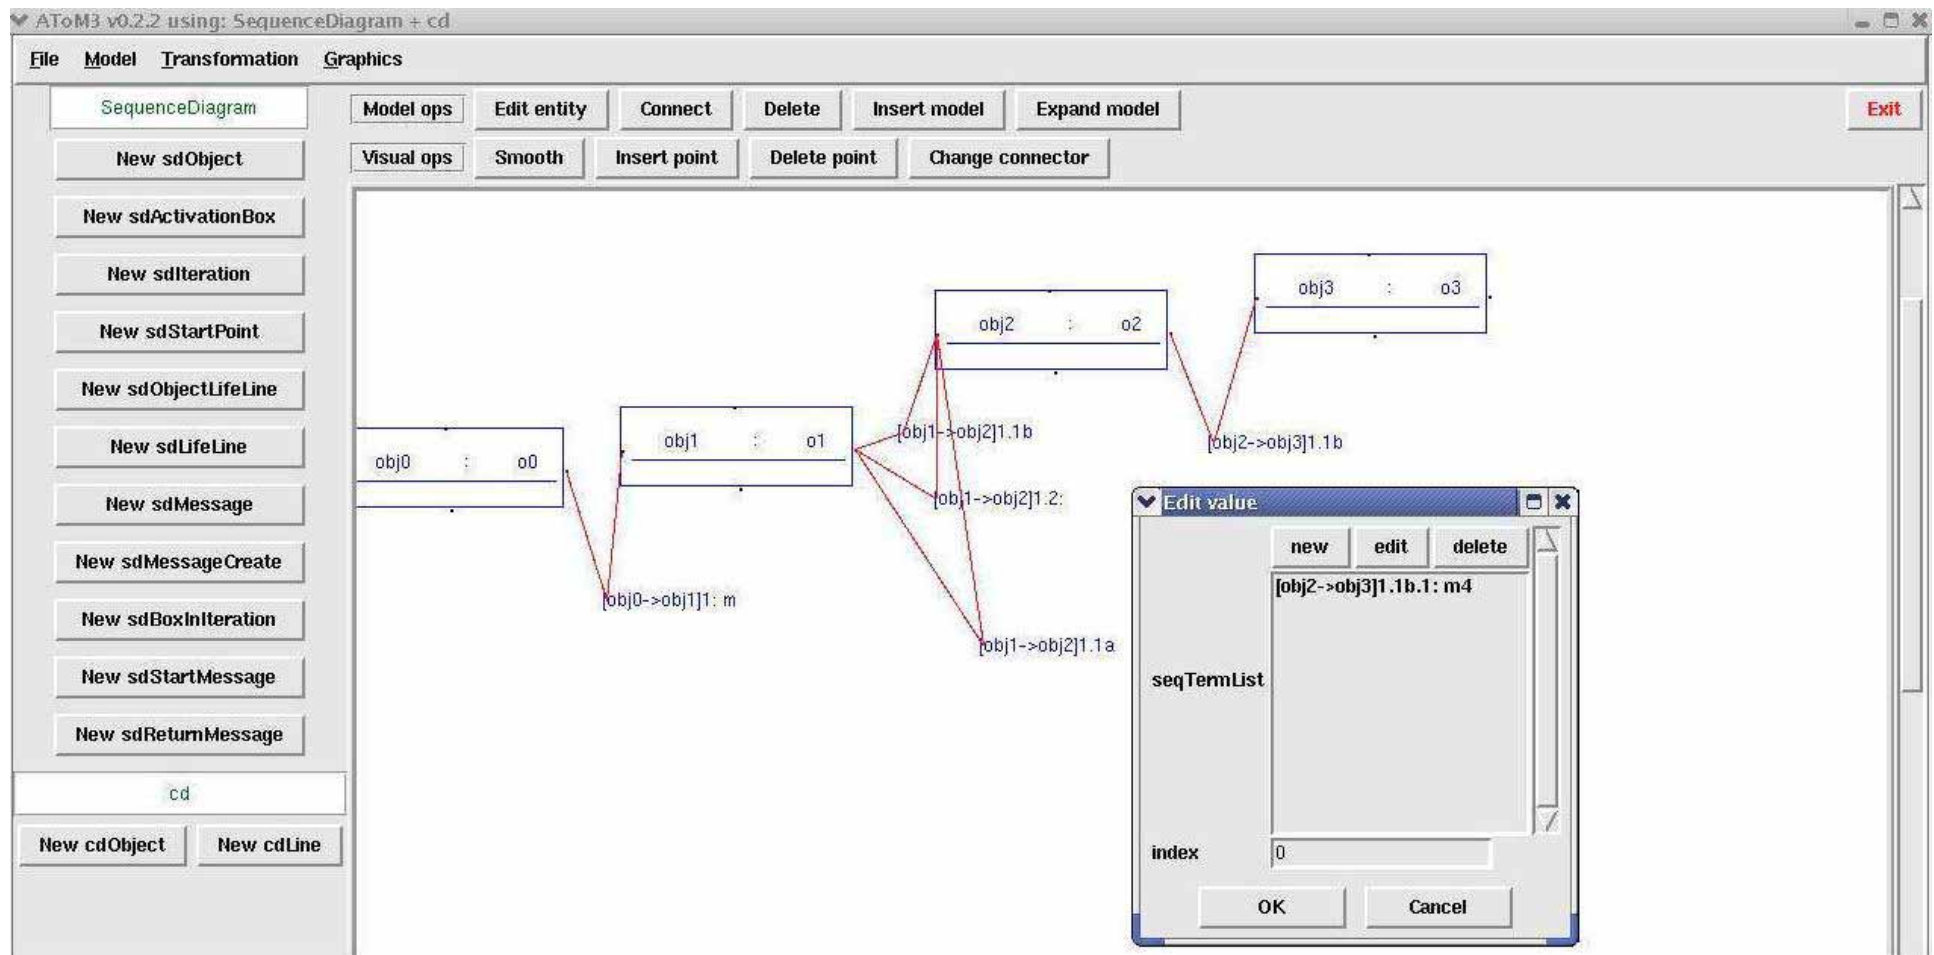 AToM3 v0.2.2 using: SequenceDiagram + cd
File Model Transformation Graphics
SequenceDiagram
Model ops Edit entity Connect Delete Insert model Expand model Exit
New sdObject
Visual ops Smooth Insert point Delete point Change connector
New sdActivationBox
New sdIteration
New sdStartPoint
New sdObjectLifeLine
New sdLifeLine
New sdMessage
New sdMessageCreate
New sdBoxInIteration
New sdStartMessage
New sdReturnMessage
cd
New cdObject New cdLine
obj3 : o3
obj2 : o2
obj1 : o1
obj0 : o0
[obj1->obj2]1.1b
[obj2->obj3]1.1b
[obj1->obj2]1.2:
[obj0->obj1]1: m
[obj1->obj2]1.1a
Edit value
new edit delete
[obj2->obj3]1.1b.1: m4
seqTermList
index 0
OK Cancel